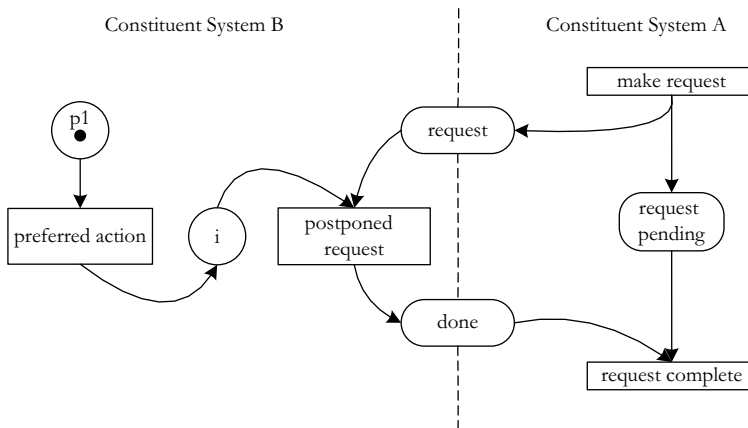 Constituent System B
Constituent System A
make request
p1
request
request
pending
preferred action
i
postponed
request
done
request complete